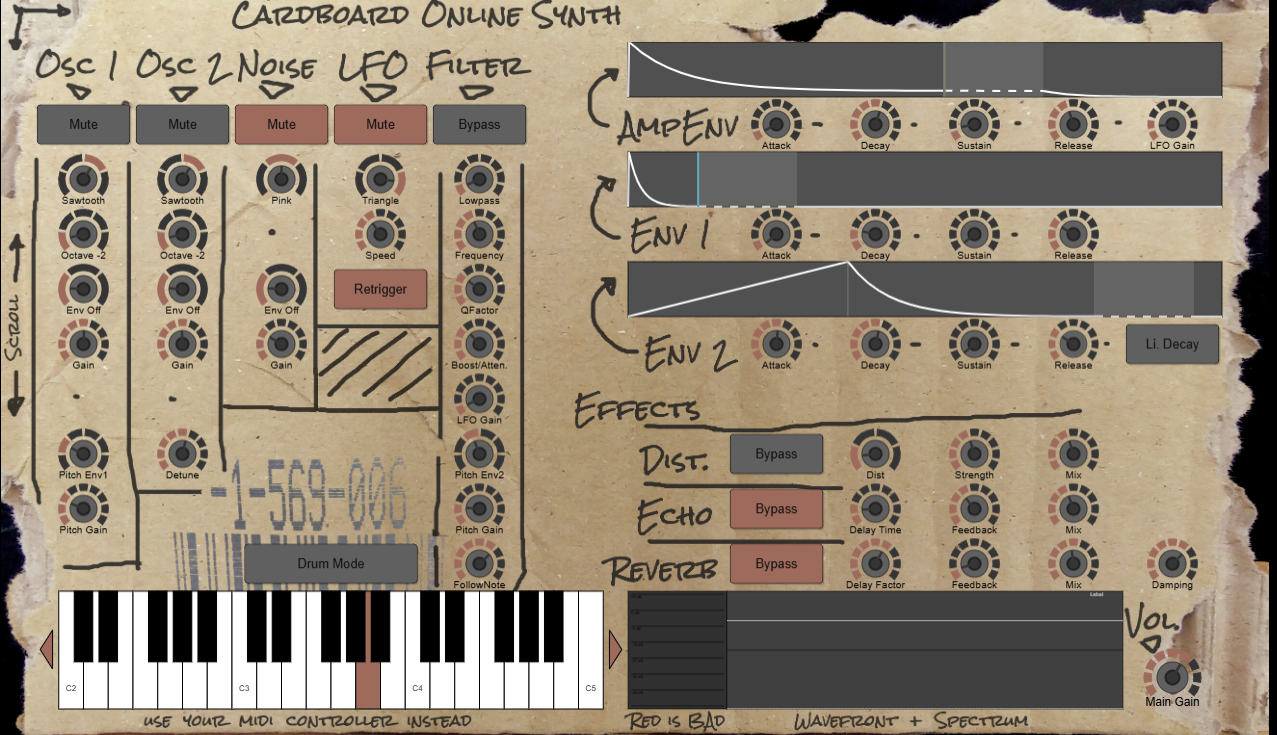 CARDBOARD ONLINE SYNTH
OSC 1 OSC 2 NOISE LFO FILTER
Mute Mute Mute Mute Bypass
Sawtooth Sawtooth Pink Triangle Lowpass
Octave -2 Octave -2 Speed Frequency
Env Off Env Off Env Off Retrigger QFactor
Gain Gain Gain Boost/Atten.
LFO Gain
Pitch Env1 Detune Pitch Env2
Pitch Gain Pitch Gain
FollowNote
SCROLL
-1-569-006
Drum Mode
C2 C3 C4 C5
USE YOUR MIDI CONTROLLER INSTEAD
AMPENV
Attack Decay Sustain Release LFO Gain
ENV 1
Attack Decay Sustain Release
ENV 2
Attack Decay Sustain Release Li. Decay
EFFECTS
DIST. Bypass Dist Strength Mix
ECHO Bypass Delay Time Feedback Mix
REVERB Bypass Delay Factor Feedback Mix Damping
Label
VOL.
Main Gain
RED IS BAD WAVEFRONT + SPECTRUM